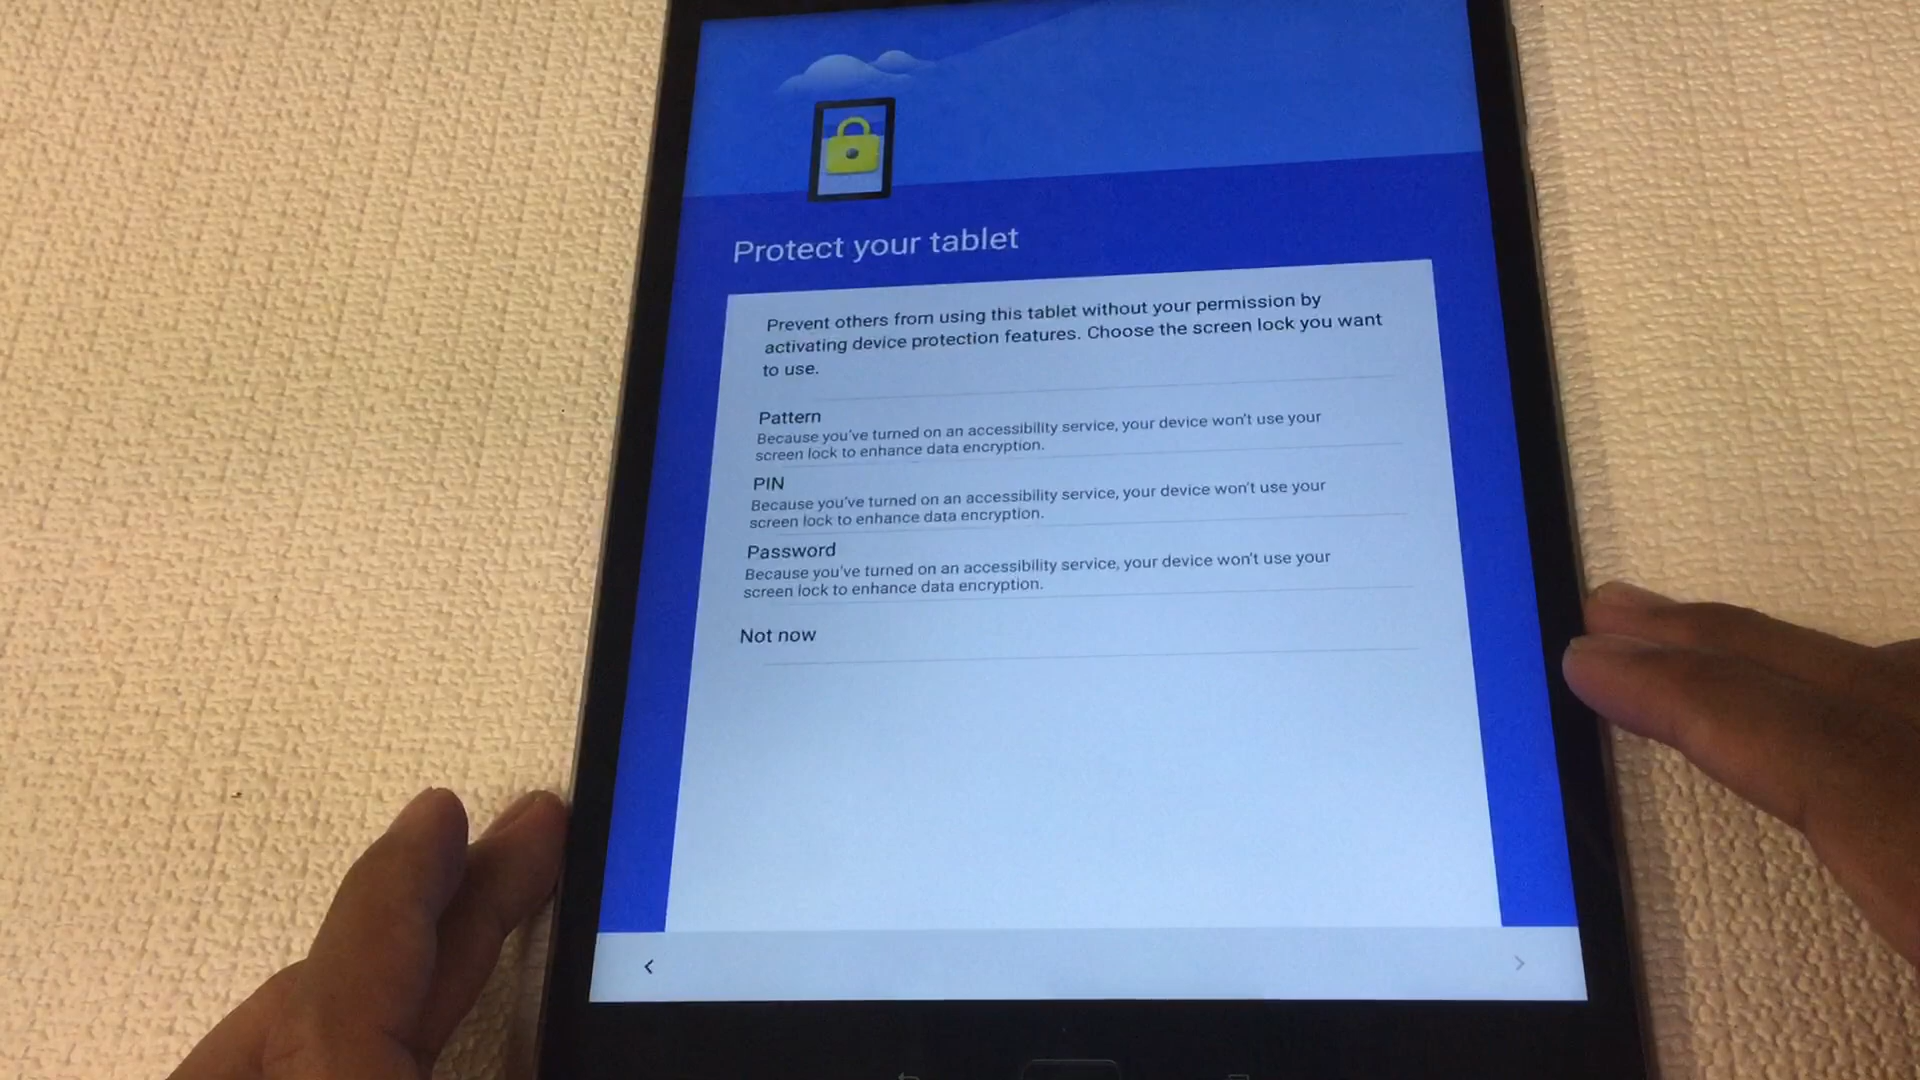 Protect your tablet
Prevent others from using this tablet without your permission by
activating device protection features. Choose the screen lock you want
to use.
Pattern
Because you've turned on an accessibility service, your device won't use your
screen lock to enhance data encryption.
PIN
Because you've turned on an accessibility service, your device won't use your
screen lock to enhance data encryption.
Password
Because you've turned on an accessibility service, your device won't use your
screen lock to enhance data encryption.
Not now